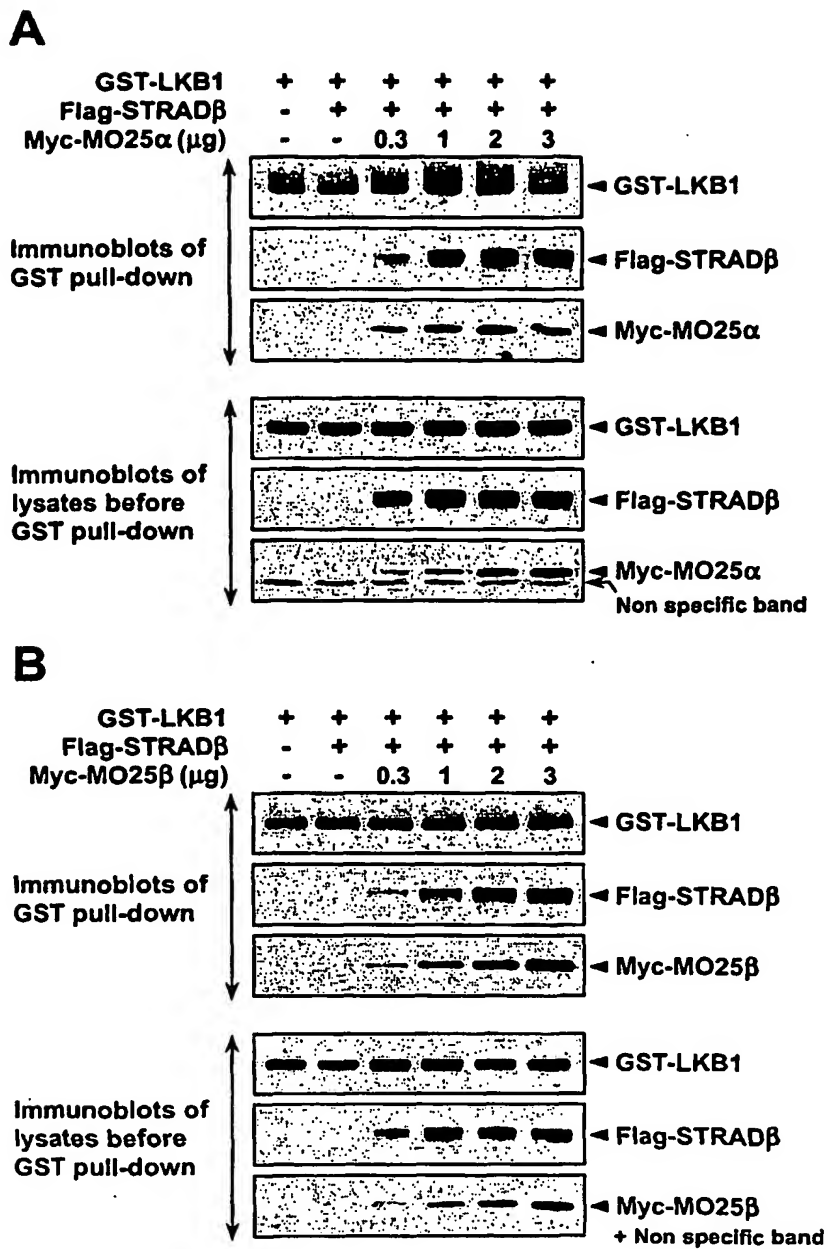 A
GST-LKB1 + + + + + +
Flag-STRADβ - + + + + +
Myc-MO25α (μg) - - 0.3 1 2 3
GST-LKB1
Immunoblots of
GST pull-down
Flag-STRADβ
Myc-MO25α
GST-LKB1
Immunoblots of
lysates before
GST pull-down
Flag-STRADβ
Myc-MO25α
Non specific band
B
GST-LKB1 + + + + + +
Flag-STRADβ - + + + + +
Myc-MO25β (μg) - - 0.3 1 2 3
GST-LKB1
Immunoblots of
GST pull-down
Flag-STRADβ
Myc-MO25β
GST-LKB1
Immunoblots of
lysates before
GST pull-down
Flag-STRADβ
Myc-MO25β
+ Non specific band